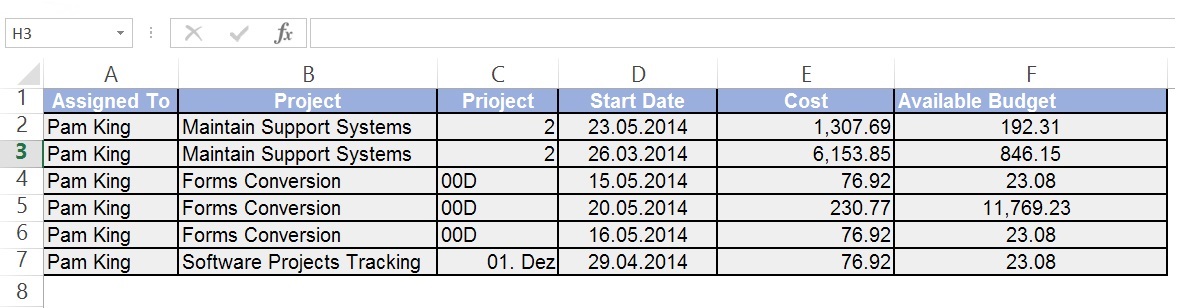 H3 fx
A B C D E F
1 Assigned To Project Prioject Start Date Cost Available Budget
2 Pam King Maintain Support Systems 2 23.05.2014 1,307.69 192.31
3 Pam King Maintain Support Systems 2 26.03.2014 6,153.85 846.15
4 Pam King Forms Conversion 00D 15.05.2014 76.92 23.08
5 Pam King Forms Conversion 00D 20.05.2014 230.77 11,769.23
6 Pam King Forms Conversion 00D 16.05.2014 76.92 23.08
7 Pam King Software Projects Tracking 01. Dez 29.04.2014 76.92 23.08
8